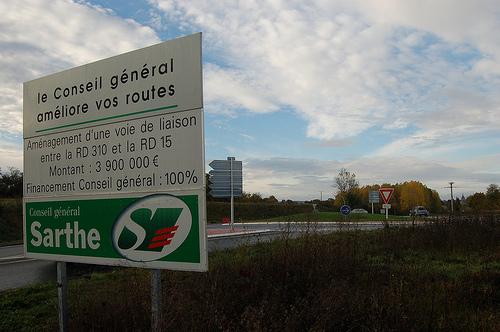 le Conseil général
améliore vos routes
Aménagement d'une voie de liaison
entre la RD 310 et la RD 15
Montant : 3 900 000 €
Financement Conseil général : 100%
Conseil général
Sarthe